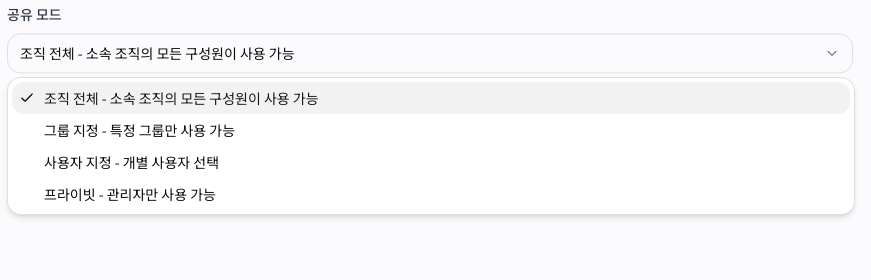 공유 모드
조직 전체 - 소속 조직의 모든 구성원이 사용 가능
조직 전체 - 소속 조직의 모든 구성원이 사용 가능
그룹 지정 - 특정 그룹만 사용 가능
사용자 지정 - 개별 사용자 선택
프라이빗 - 관리자만 사용 가능